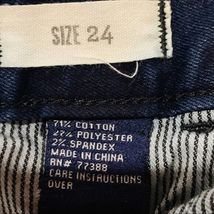 SIZE 24
71% COTTON
27% POLYESTER
2% SPANDEX
MADE IN CHINA
RN# 77388
CARE INSTRUCTIONS
OVER